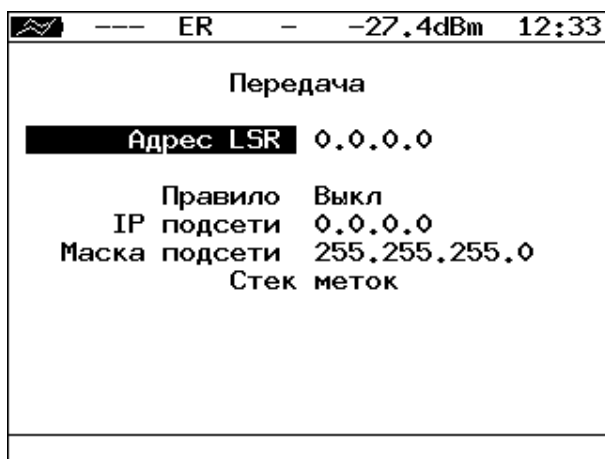 --- ER - -27.4dBm 12:33
Передача
Адрес LSR 0.0.0.0
Правило Выкл
IP подсети 0.0.0.0
Маска подсети 255.255.255.0
Стек меток